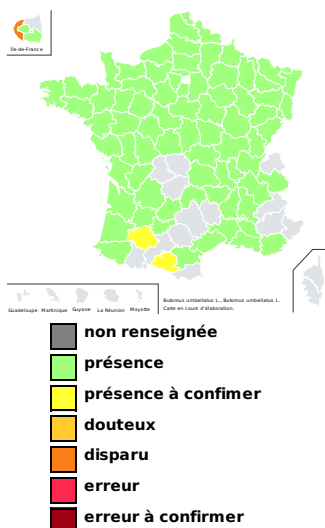 Île-de-France
Guadeloupe Martinique Guyane La Réunion Mayotte
Butomus umbellatus L., Butomus umbellatus L.
Carte en cours d'élaboration.
non renseignée
présence
présence à confimer
douteux
disparu
erreur
erreur à confirmer